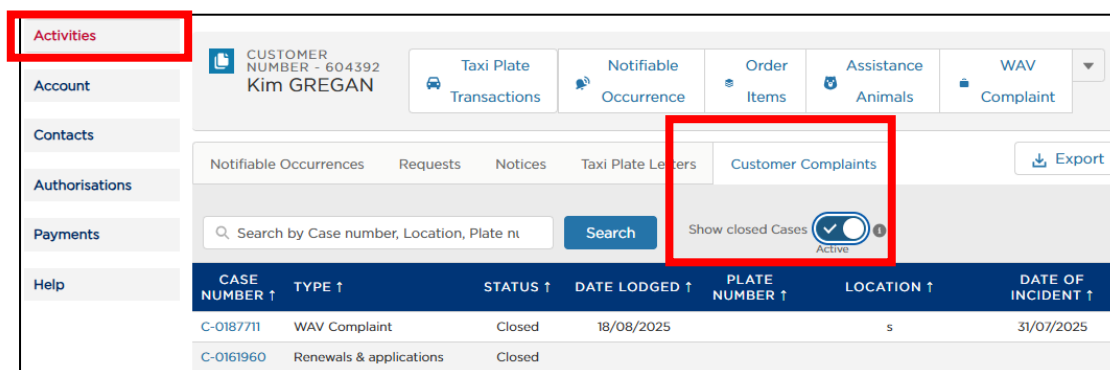 Activities
Account
Contacts
Authorisations
Payments
Help
CUSTOMER
NUMBER - 604392
Kim GREGAN
Taxi Plate
Transactions
Notifiable
Occurrence
Order
Items
Assistance
Animals
WAV
Complaint
Notifiable Occurrences Requests Notices Taxi Plate Letters Customer Complaints Export
Search by Case number, Location, Plate nu Search Show closed Cases
Active
CASE
NUMBER ↑ TYPE ↑ STATUS ↑ DATE LODGED ↑ PLATE
NUMBER ↑ LOCATION ↑ DATE OF
INCIDENT ↑
C-0187711 WAV Complaint Closed 18/08/2025 s 31/07/2025
C-0161960 Renewals & applications Closed